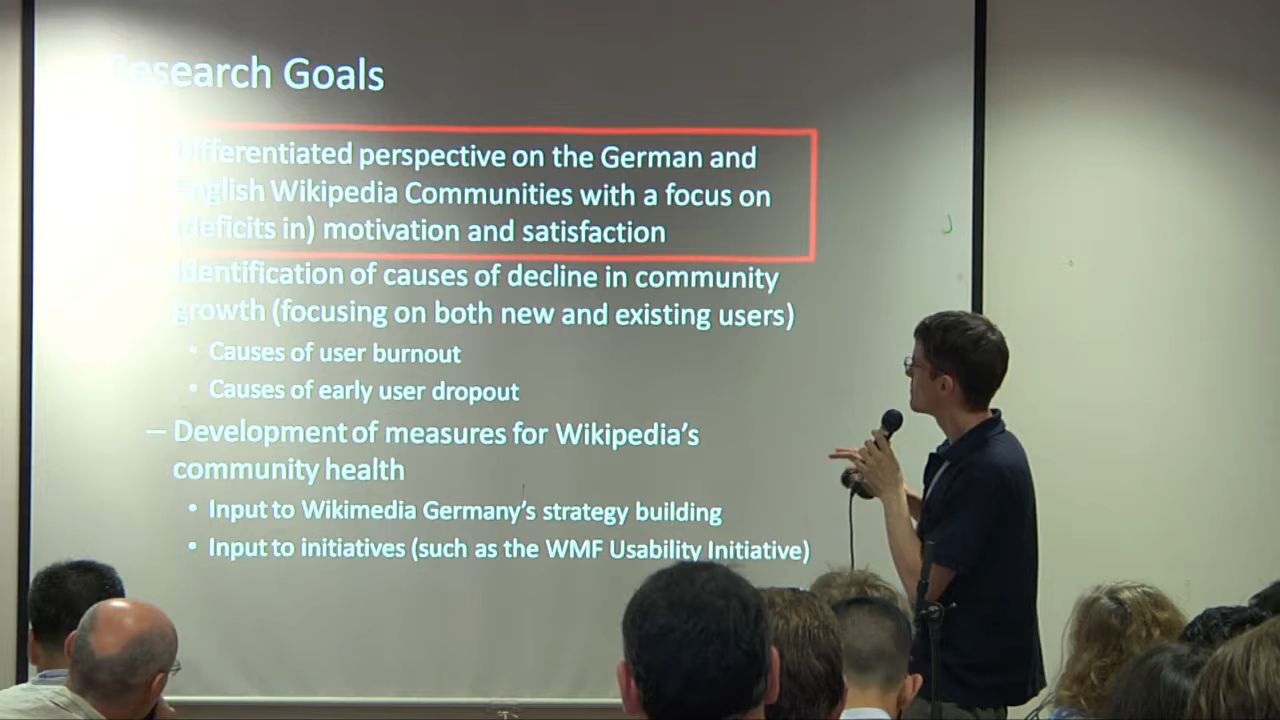 Research Goals
Differentiated perspective on the German and
English Wikipedia Communities with a focus on
(deficits in) motivation and satisfaction
– Identification of causes of decline in community
growth (focusing on both new and existing users)
• Causes of user burnout
• Causes of early user dropout
– Development of measures for Wikipedia's
community health
• Input to Wikimedia Germany's strategy building
• Input to initiatives (such as the WMF Usability Initiative)